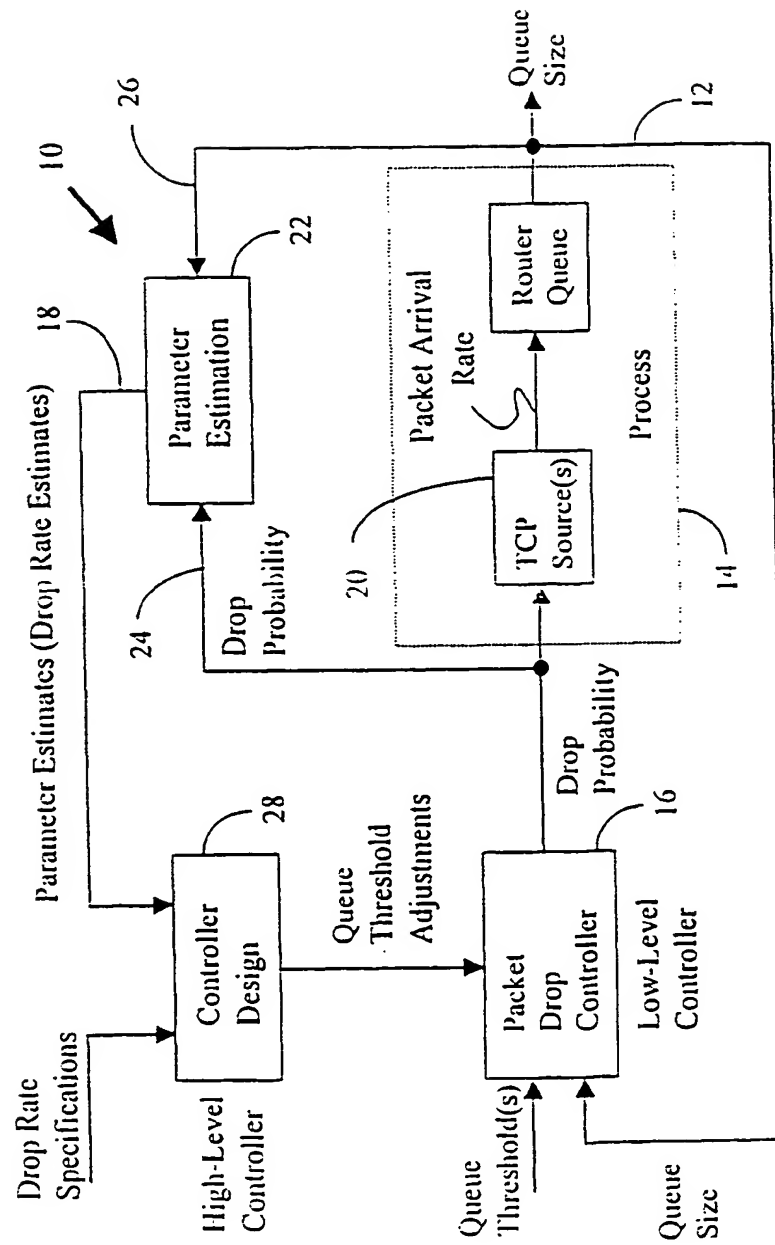 Drop Rate
Specifications
Parameter Estimates (Drop Rate Estimates)
18
10
26
High-Level
Controller
Controller
Design
28
Parameter
Estimation
22
24
Drop
Probability
Queue
Threshold
Adjustments
Queue
Threshold(s)
Queue
Size
Packet
Drop
Controller
16
Low-Level
Controller
Drop
Probability
20
TCP
Source(s)
Packet Arrival
Rate
Router
Queue
Process
14
Queue
Size
12